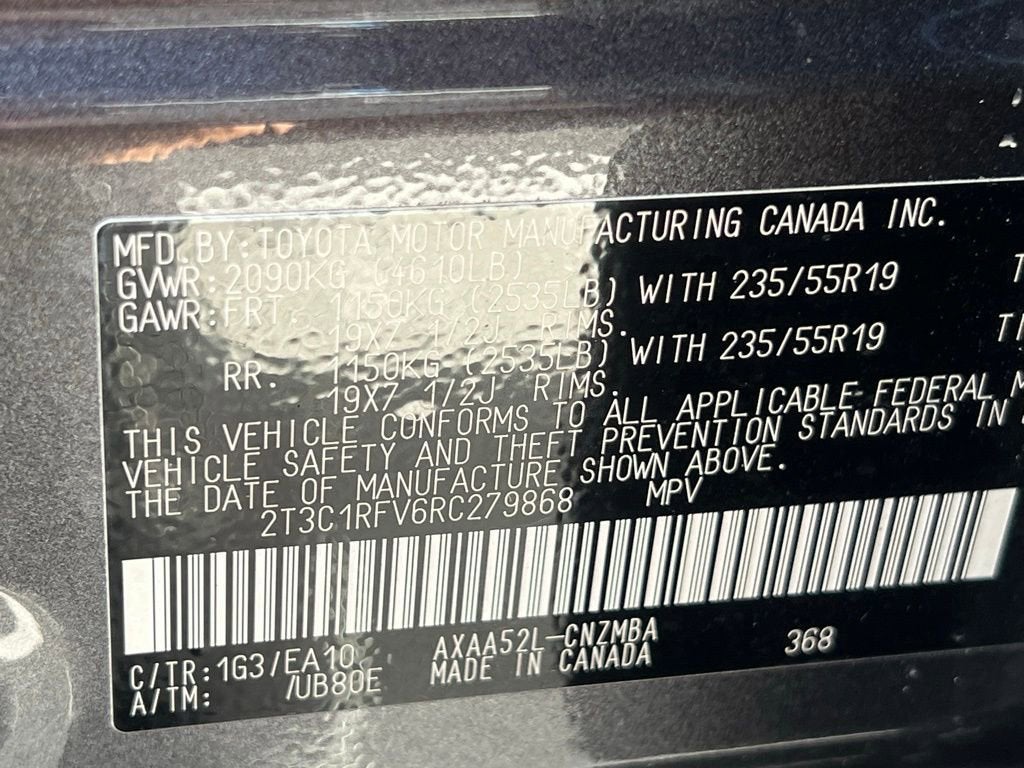 MFD.BY:TOYOTA MOTOR MANUFACTURING CANADA INC.
GVWR:2090KG (4610LB)
GAWR:FRT. 1150KG (2535LB) WITH 235/55R19
19X7 1/2J RIMS.
RR. 1150KG (2535LB) WITH 235/55R19
19X7 1/2J RIMS.
THIS VEHICLE CONFORMS TO ALL APPLICABLE FEDERAL
VEHICLE SAFETY AND THEFT PREVENTION STANDARDS IN
THE DATE OF MANUFACTURE SHOWN ABOVE.
2T3C1RFV6RC279868 MPV
C/TR:1G3/EA10 AXAA52L-CNZMBA 368
A/TM: /UB80E MADE IN CANADA